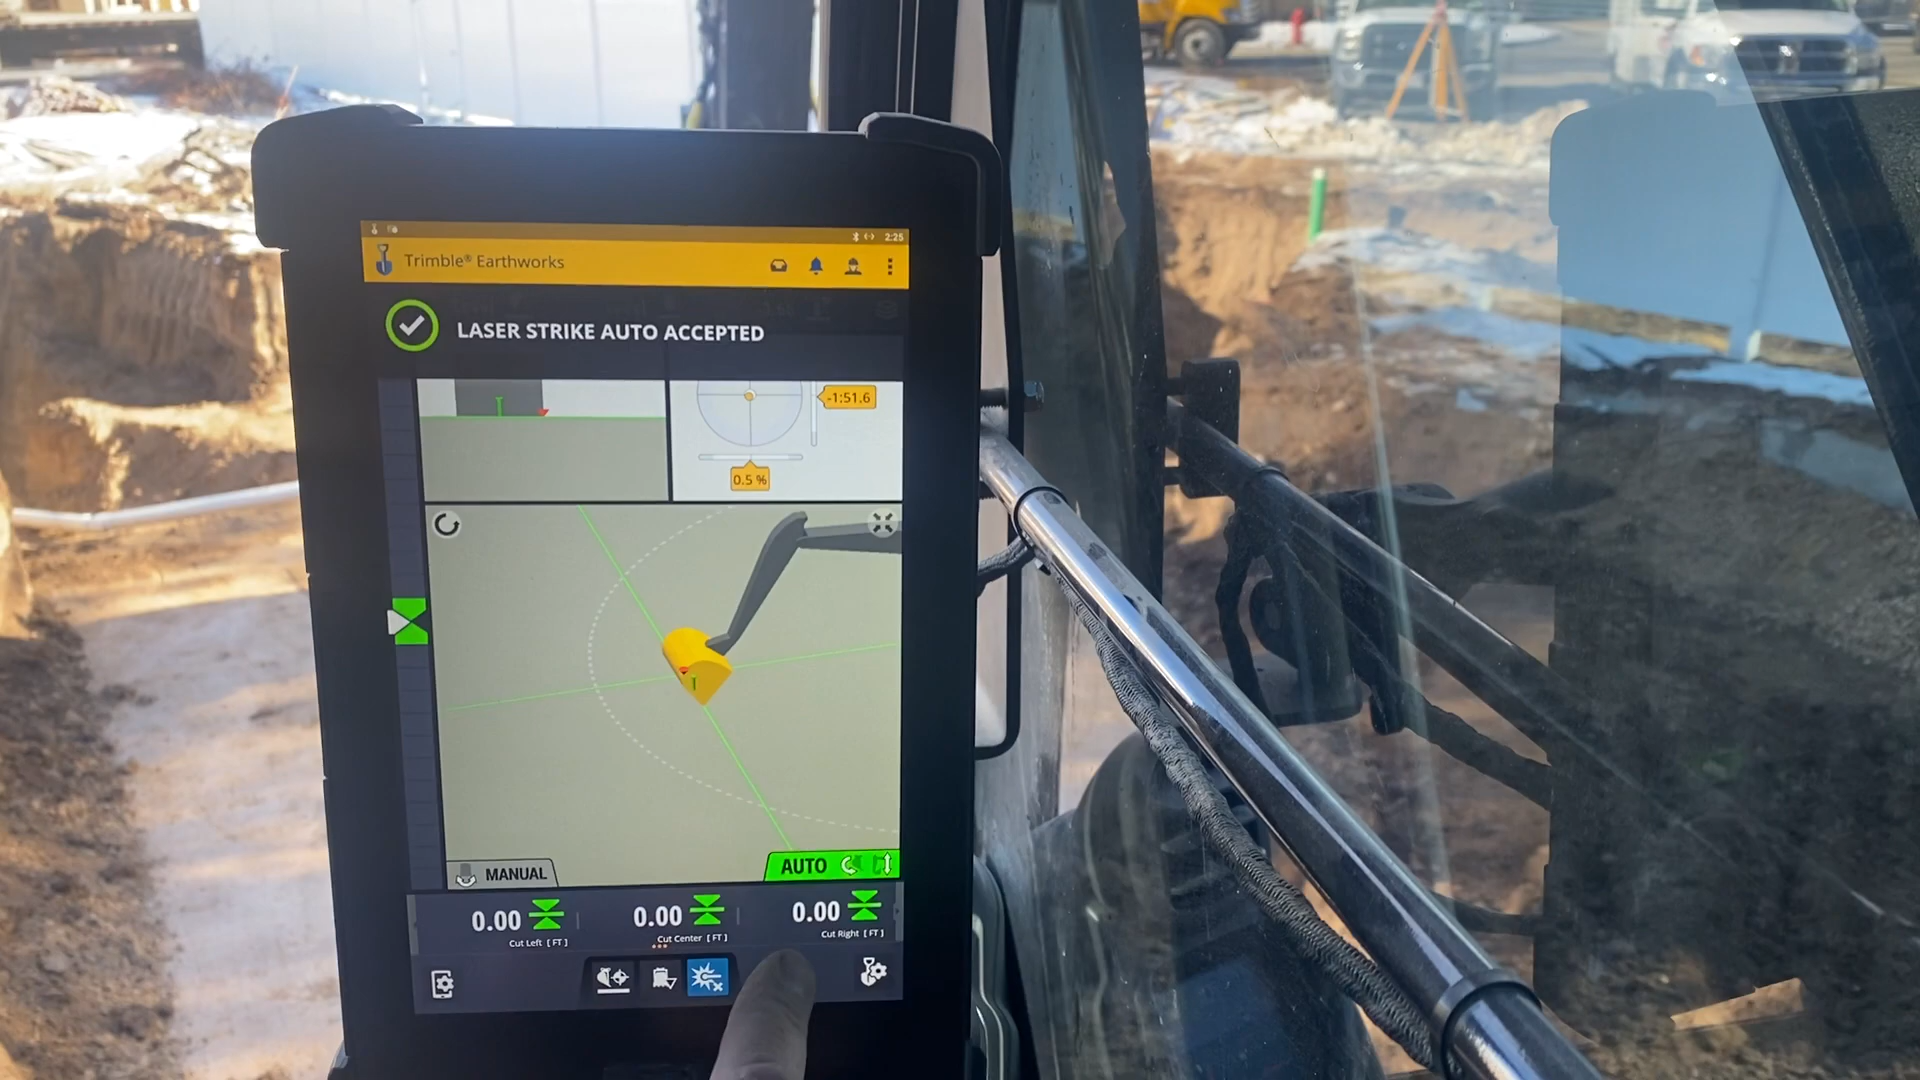 2:25
Trimble® Earthworks
LASER STRIKE AUTO ACCEPTED
-1:51.6
0.5 %
MANUAL
AUTO
0.00
0.00
0.00
Cut Left [FT]
Cut Center [FT]
Cut Right [FT]